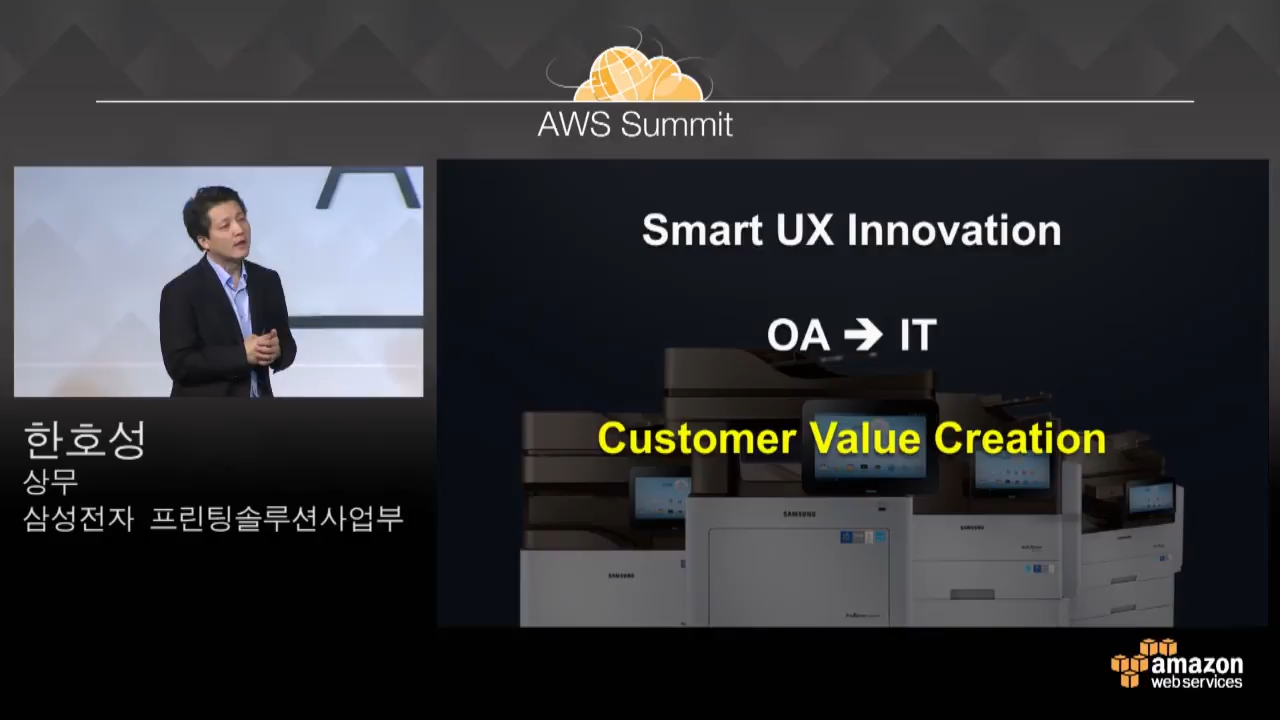 AWS Summit
Smart UX Innovation
OA ➔ IT
Customer Value Creation
한호성
상무
삼성전자 프린팅솔루션사업부
SAMSUNG
SAMSUNG
SAMSUNG
amazon
web services